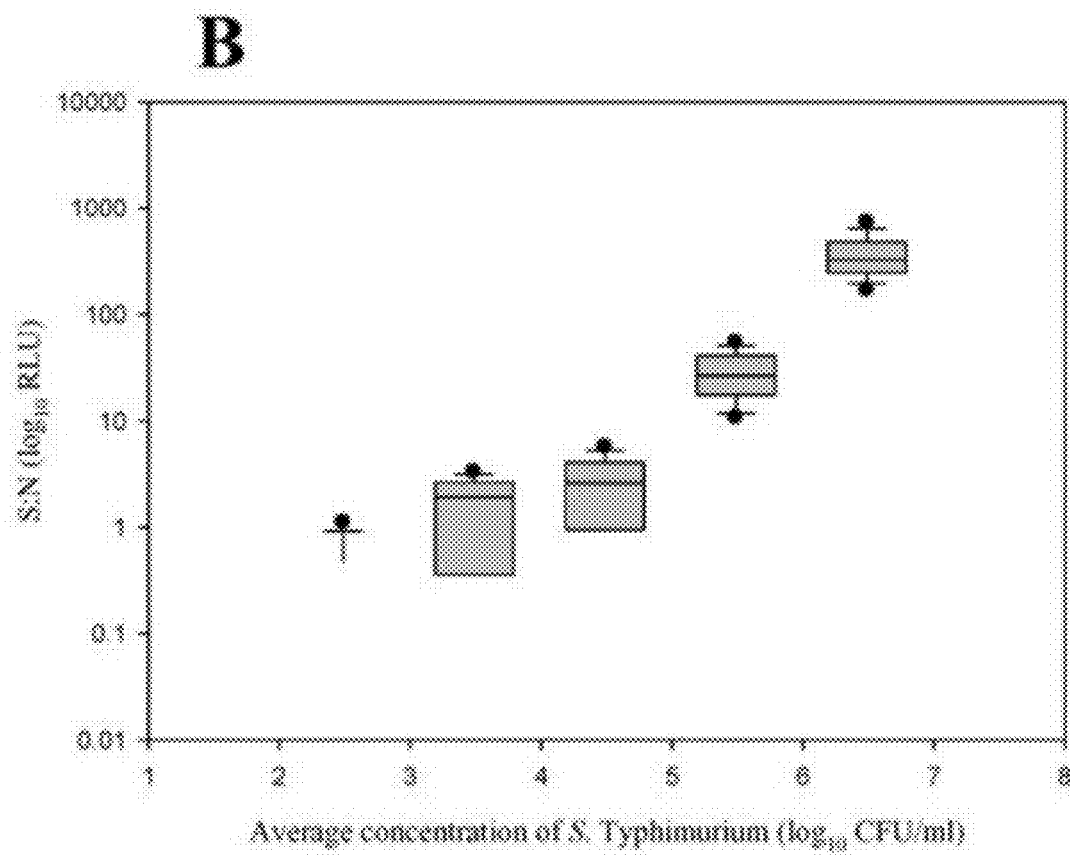 B
10000
1000
100
10
1
0.1
0.01
S:N (log10 RLU)
1 2 3 4 5 6 7 8
Average concentration of S. Typhimurium (log10 CFU/ml)